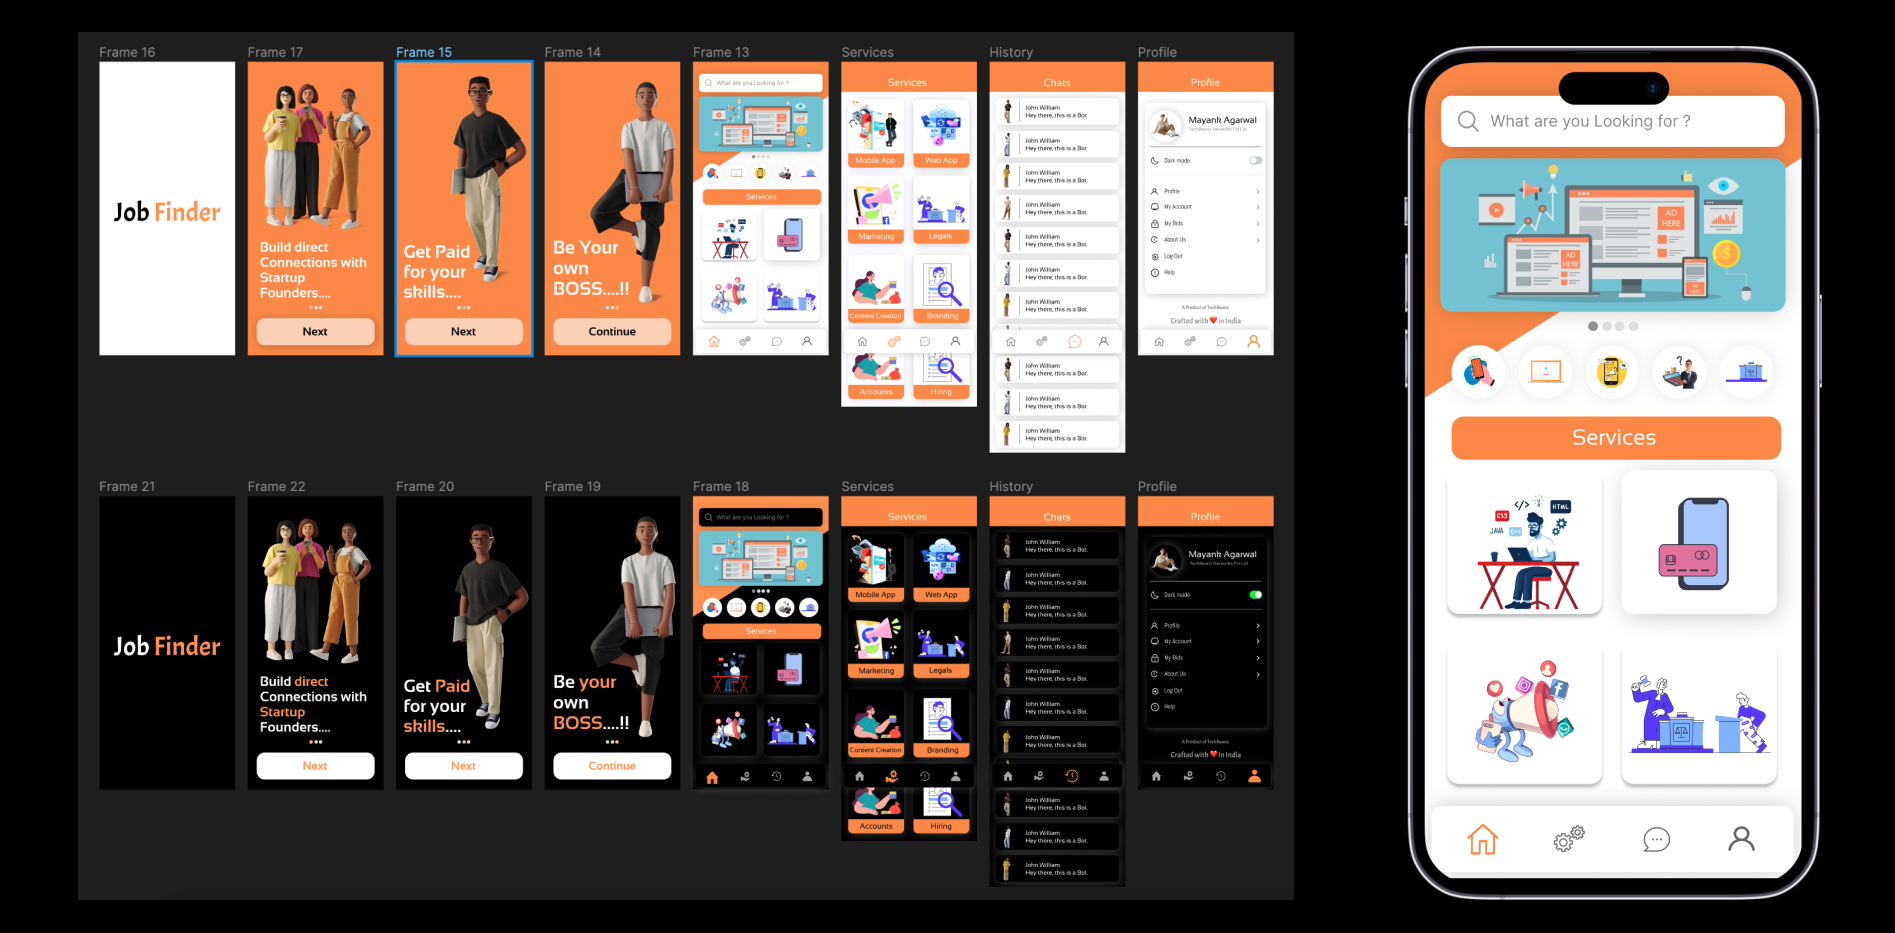 Frame 16
Frame 17
Frame 15
Frame 14
Frame 13
Services
History
Profile
Job Finder
Build direct
Connections with
Startup
Founders....
Next
Get Paid
for your
skills....
Next
Be Your
own
BOSS....!!
Continue
What are you Looking for ?
Services
Services
Mobile App
Web App
Marketing
Legals
Content Creation
Branding
Accounts
Hiring
Chats
John William
Hey there, this is a Bot.
John William
Hey there, this is a Bot.
John William
Hey there, this is a Bot.
John William
Hey there, this is a Bot.
John William
Hey there, this is a Bot.
John William
Hey there, this is a Bot.
John William
Hey there, this is a Bot.
John William
Hey there, this is a Bot.
John William
Hey there, this is a Bot.
John William
Hey there, this is a Bot.
Profile
Mayank Agarwal
Dark mode
Profile
My Account
My Bids
About Us
Log Out
Help
A Product of TechBeanz
Crafted with ❤ in India
Frame 21
Frame 22
Frame 20
Frame 19
Frame 18
Services
History
Profile
Job Finder
Build direct
Connections with
Startup
Founders....
Next
Get Paid
for your
skills....
Next
Be your
own
BOSS....!!
Continue
What are you Looking for ?
Services
Services
Mobile App
Web App
Marketing
Legals
Content Creation
Branding
Accounts
Hiring
Chats
John William
Hey there, this is a Bot.
John William
Hey there, this is a Bot.
John William
Hey there, this is a Bot.
John William
Hey there, this is a Bot.
John William
Hey there, this is a Bot.
John William
Hey there, this is a Bot.
John William
Hey there, this is a Bot.
John William
Hey there, this is a Bot.
John William
Hey there, this is a Bot.
John William
Hey there, this is a Bot.
Profile
Mayank Agarwal
Dark mode
Profile
My Account
My Bids
About Us
Log Out
Help
A Product of TechBeanz
Crafted with ❤ in India
What are you Looking for ?
AD
HERE
AD
HERE
AD
HERE
Services
</>
HTML
CSS3
JAVA
C++